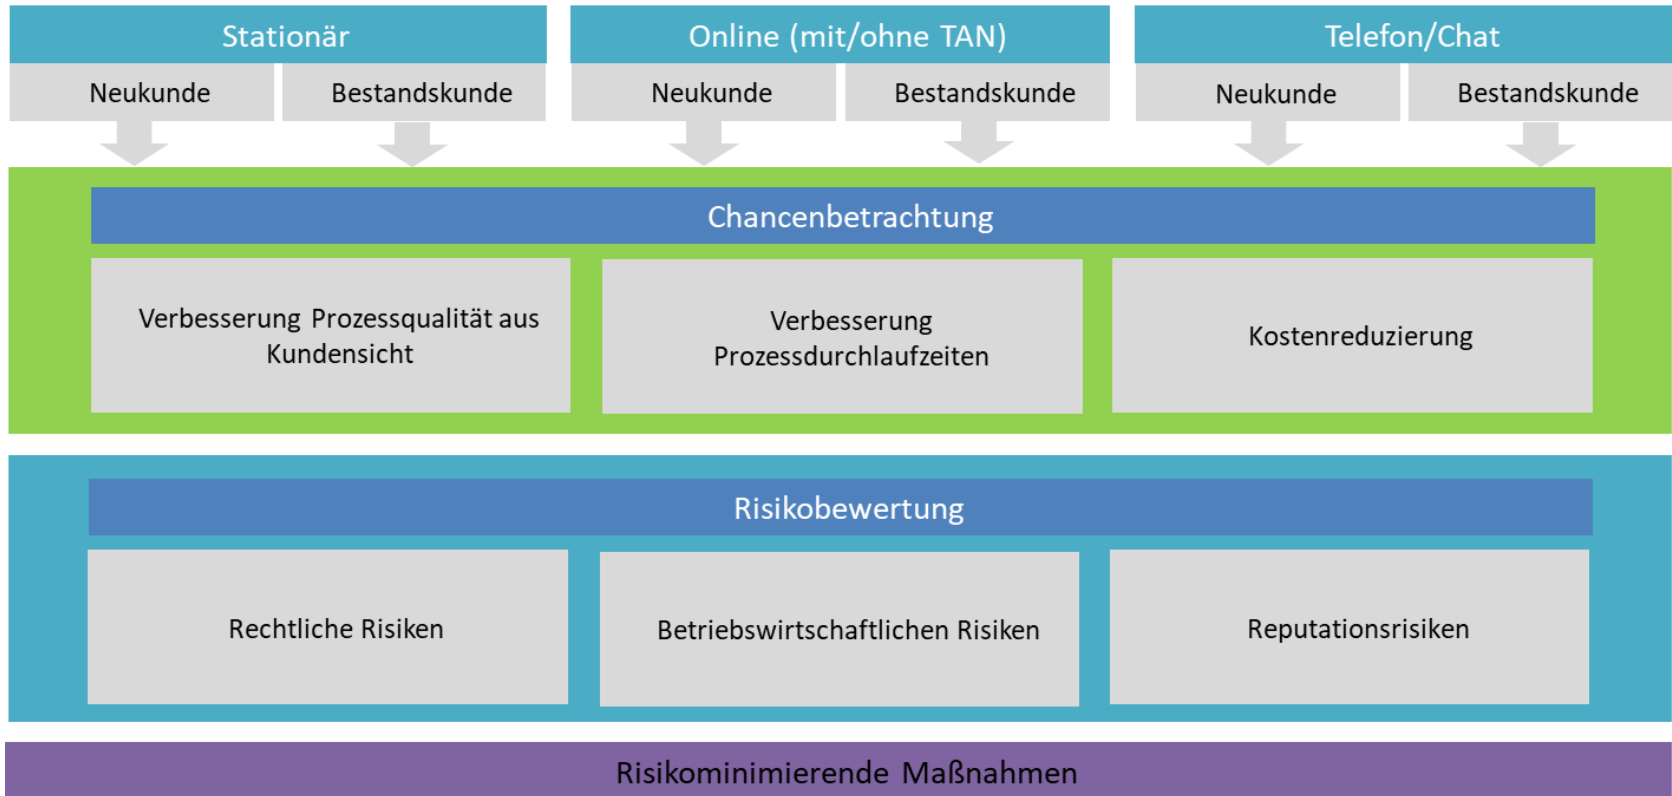 Stationär
Online (mit/ohne TAN)
Telefon/Chat
Neukunde
Bestandskunde
Neukunde
Bestandskunde
Neukunde
Bestandskunde
Chancenbetrachtung
Verbesserung Prozessqualität aus
Kundensicht
Verbesserung
Prozessdurchlaufzeiten
Kostenreduzierung
Risikobewertung
Rechtliche Risiken
Betriebswirtschaftlichen Risiken
Reputationsrisiken
Risikominimierende Maßnahmen